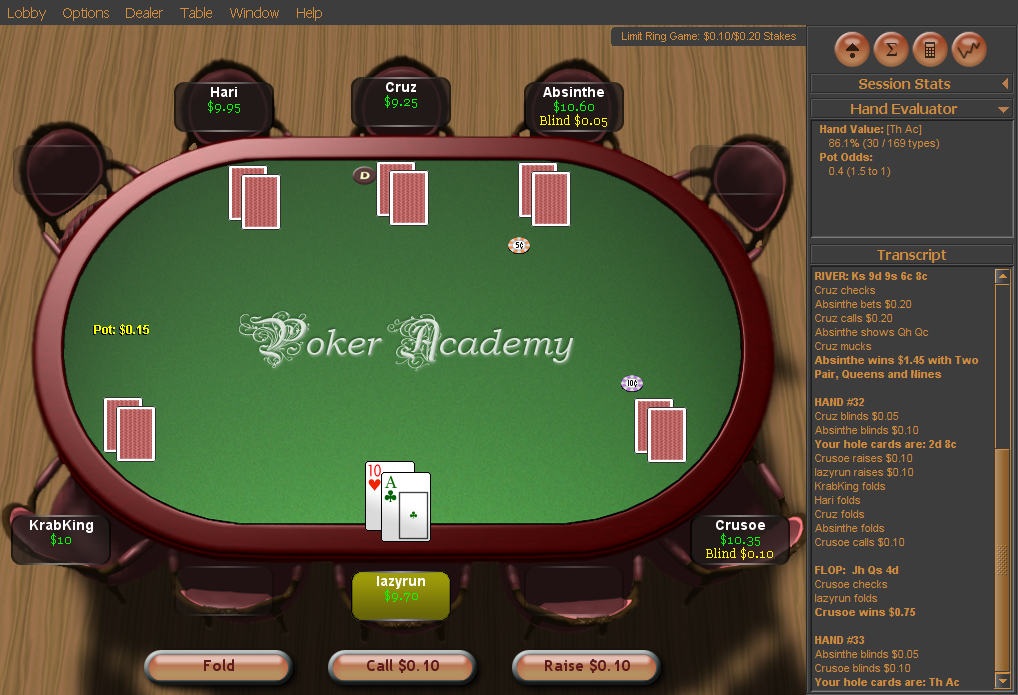 Lobby Options Dealer Table Window Help
Limit Ring Game: $0.10/$0.20 Stakes
Hari
$9.95
Cruz
$9.25
Absinthe
$10.60
Blind $0.05
D
5¢
Pot: $0.15
Poker Academy
10¢
10
A
KrabKing
$10
lazyrun
$9.70
Crusoe
$10.35
Blind $0.10
Fold
Call $0.10
Raise $0.10
Σ
Session Stats
Hand Evaluator
Hand Value: [Th Ac]
86.1% (30 / 169 types)
Pot Odds:
0.4 (1.5 to 1)
Transcript
RIVER: Ks 9d 9s 6c 8c
Cruz checks
Absinthe bets $0.20
Cruz calls $0.20
Absinthe shows Qh Qc
Cruz mucks
Absinthe wins $1.45 with Two
Pair, Queens and Nines
HAND #32
Cruz blinds $0.05
Absinthe blinds $0.10
Your hole cards are: 2d 8c
Crusoe raises $0.10
lazyrun raises $0.10
KrabKing folds
Hari folds
Cruz folds
Absinthe folds
Crusoe calls $0.10
FLOP: Jh Qs 4d
Crusoe checks
lazyrun folds
Crusoe wins $0.75
HAND #33
Absinthe blinds $0.05
Crusoe blinds $0.10
Your hole cards are: Th Ac